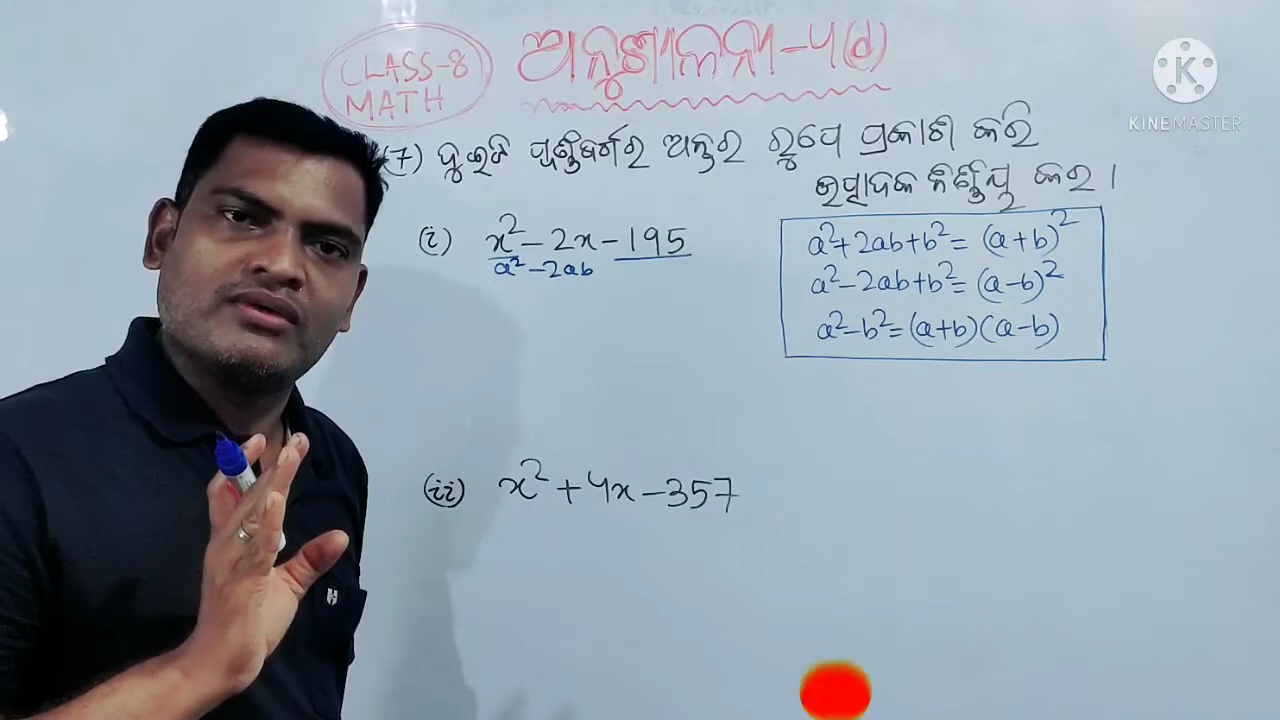 CLASS-8
MATH
ଅନୁଶୀଳନୀ-4(d)
(7) ଦୁଇଟି ପୂର୍ଣ୍ଣବର୍ଗର ଅନ୍ତର ରୂପେ ପ୍ରକାଶ କରି
ଉତ୍ପାଦକ ନିର୍ଣ୍ଣୟ କର ।
(i) x²-2x-195
a²-2ab
a²+2ab+b²=(a+b)²
a²-2ab+b²=(a-b)²
a²-b²=(a+b)(a-b)
(ii) x²+4x-357
K
KINEMASTER